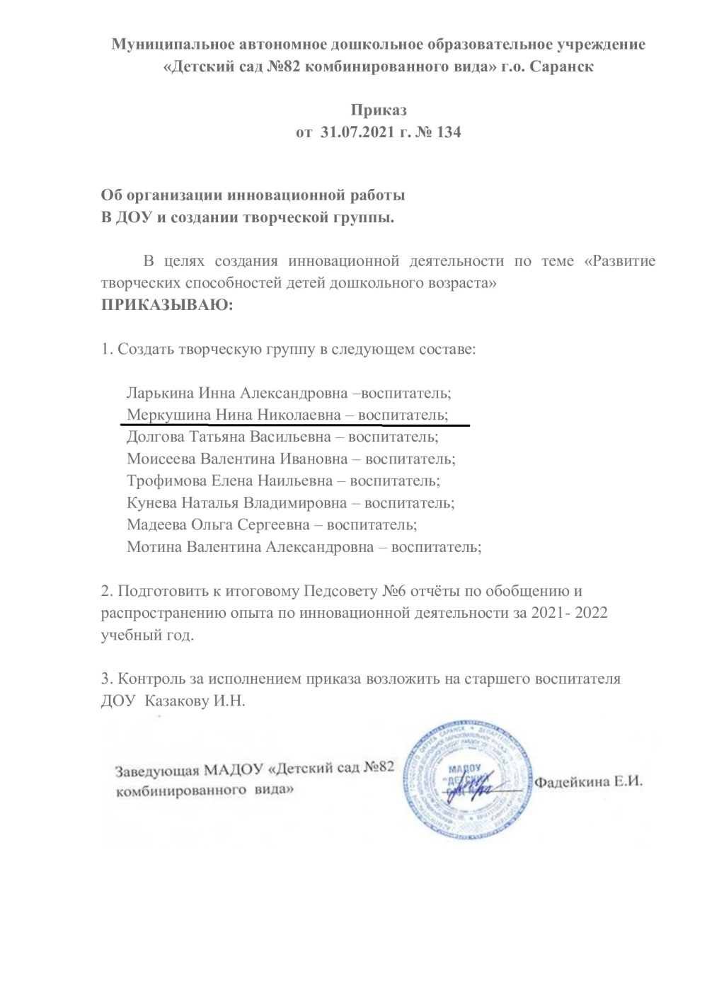 Муниципальное автономное дошкольное образовательное учреждение
«Детский сад №82 комбинированного вида» г.о. Саранск
Приказ
от 31.07.2021 г. № 134
Об организации инновационной работы
В ДОУ и создании творческой группы.
В целях создания инновационной деятельности по теме «Развитие
творческих способностей детей дошкольного возраста»
ПРИКАЗЫВАЮ:
1. Создать творческую группу в следующем составе:
Ларькина Инна Александровна –воспитатель;
Меркушина Нина Николаевна – воспитатель;
Долгова Татьяна Васильевна – воспитатель;
Моисеева Валентина Ивановна – воспитатель;
Трофимова Елена Наильевна – воспитатель;
Кунева Наталья Владимировна – воспитатель;
Мадеева Ольга Сергеевна – воспитатель;
Мотина Валентина Александровна – воспитатель;
2. Подготовить к итоговому Педсовету №6 отчёты по обобщению и
распространению опыта по инновационной деятельности за 2021- 2022
учебный год.
3. Контроль за исполнением приказа возложить на старшего воспитателя
ДОУ Казакову И.Н.
Заведующая МАДОУ «Детский сад №82
комбинированного вида»
МАДОУ
"ДЕТСКИЙ
Фадейкина Е.И.